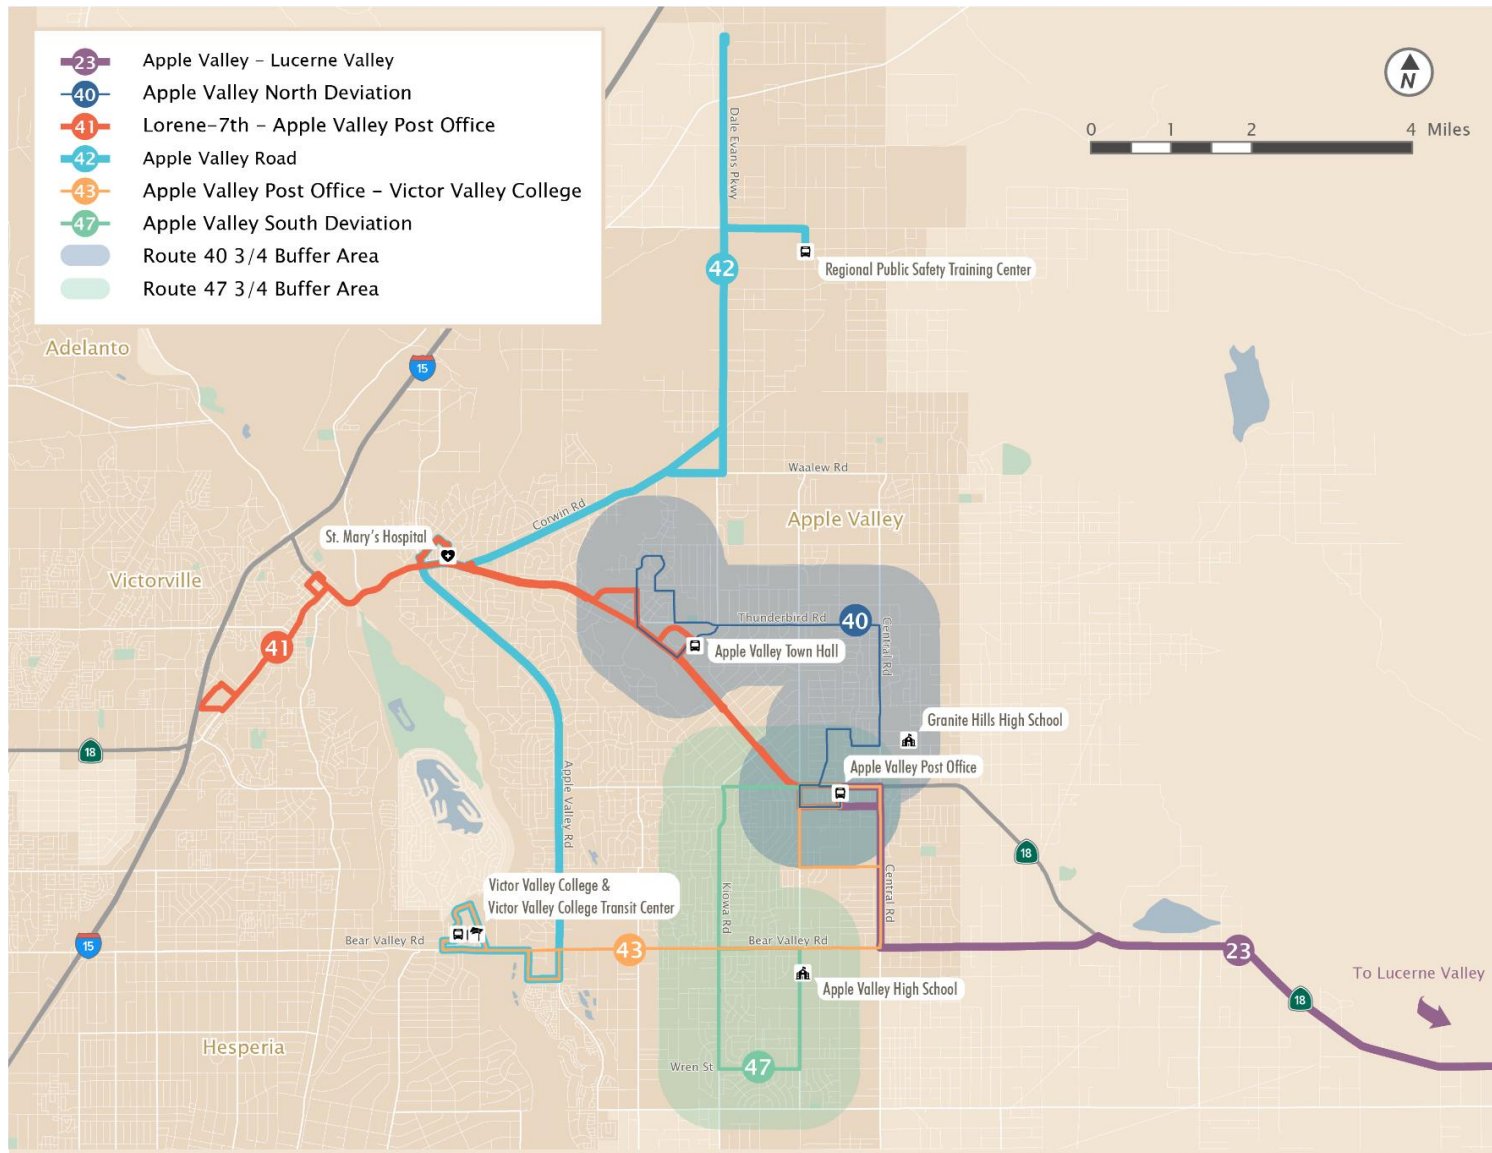 23 Apple Valley – Lucerne Valley
40 Apple Valley North Deviation
41 Lorene-7th – Apple Valley Post Office
42 Apple Valley Road
43 Apple Valley Post Office – Victor Valley College
47 Apple Valley South Deviation
Route 40 3/4 Buffer Area
Route 47 3/4 Buffer Area
N
0 1 2 4 Miles
Dale Evans Pkwy
42
Regional Public Safety Training Center
Adelanto
15
Waalew Rd
Corwin Rd
Apple Valley
St. Mary's Hospital
Victorville
Thunderbird Rd
40
Central Rd
41
Apple Valley Town Hall
Granite Hills High School
18
Apple Valley Post Office
Apple Valley Rd
18
Victor Valley College &
Victor Valley College Transit Center
Kiowa Rd
Central Rd
15
Bear Valley Rd
43
Bear Valley Rd
23
To Lucerne Valley
Apple Valley High School
18
Hesperia
Wren St
47